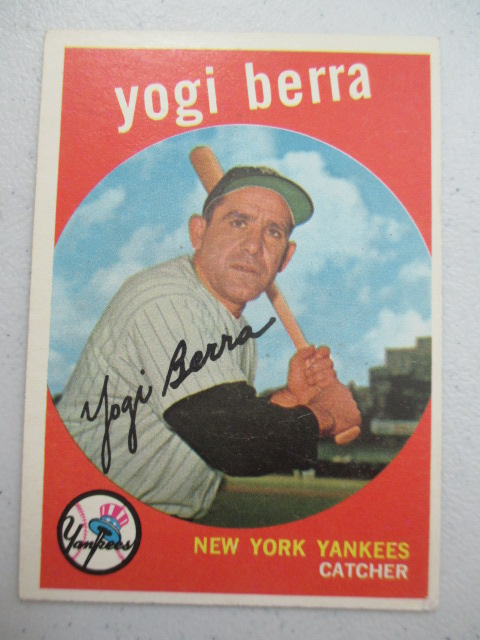 yogi berra
Yogi Berra
Yankees
NEW YORK YANKEES
CATCHER